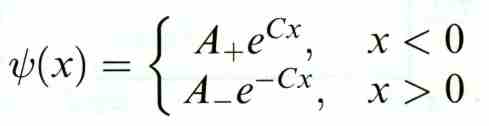 ψ(x) = { A₊e^{Cx}, x < 0
A₋e^{−Cx}, x > 0